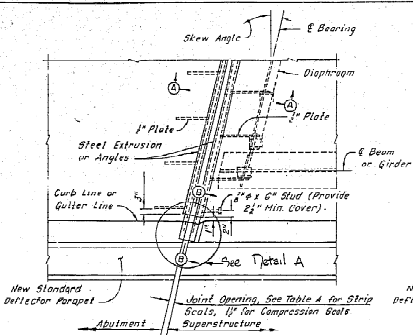 Skew Angle
℄ Bearing
Diaphragm
A
A
½" Plate
½" Plate
Steel Extrusion
or Angles
℄ Beam
or Girder
Curb Line or
Gutter Line
B
"ϕ x 6" Stud (Provide
2½" Min. Cover).
B
See Detail A
New Standard
Deflector Parapet
Joint Opening, See Table A for Strip
Seals, 1½" for Compression Seals
Abutment
Superstructure
N
Defl